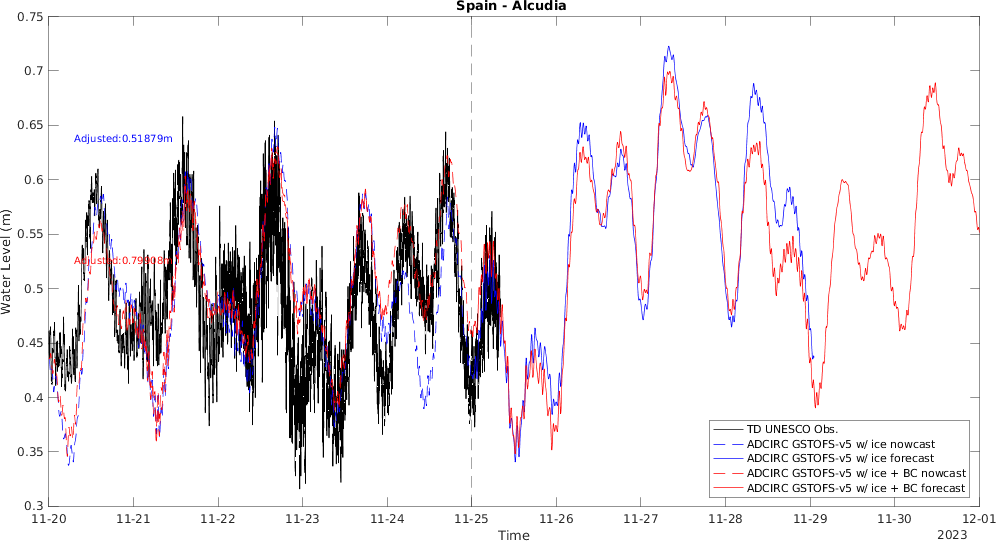 Spain - Alcudia
0.75
0.7
0.65
0.6
0.55
0.5
0.45
0.4
0.35
0.3
Water Level (m)
Adjusted:0.51879m
TD UNESCO Obs.
ADCIRC GSTOFS-v5 w/ ice nowcast
ADCIRC GSTOFS-v5 w/ ice forecast
ADCIRC GSTOFS-v5 w/ ice + BC nowcast
ADCIRC GSTOFS-v5 w/ ice + BC forecast
11-20 11-21 11-22 11-23 11-24 11-25 11-26 11-27 11-28 11-29 11-30 12-01
Time
2023